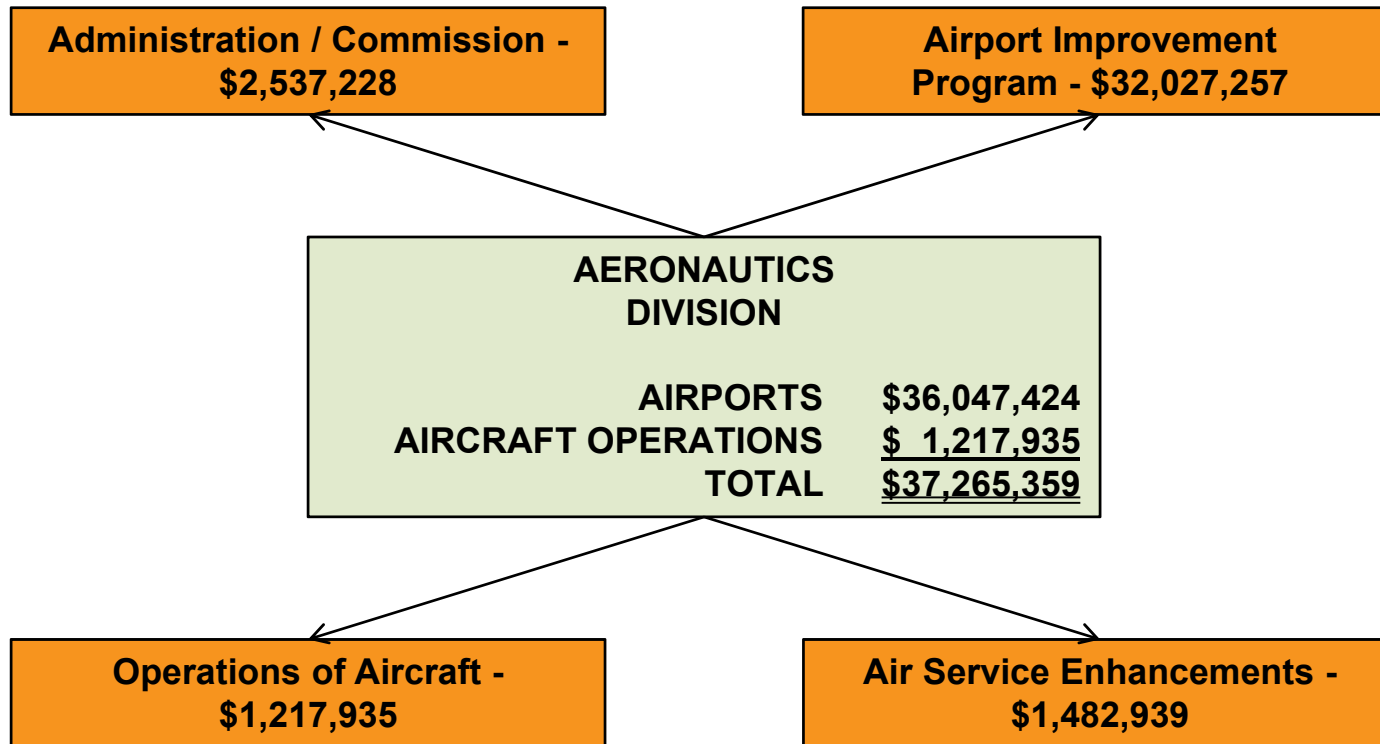 Administration / Commission -
$2,537,228
Airport Improvement
Program - $32,027,257
AERONAUTICS
DIVISION
AIRPORTS $36,047,424
AIRCRAFT OPERATIONS $ 1,217,935
TOTAL $37,265,359
Operations of Aircraft -
$1,217,935
Air Service Enhancements -
$1,482,939